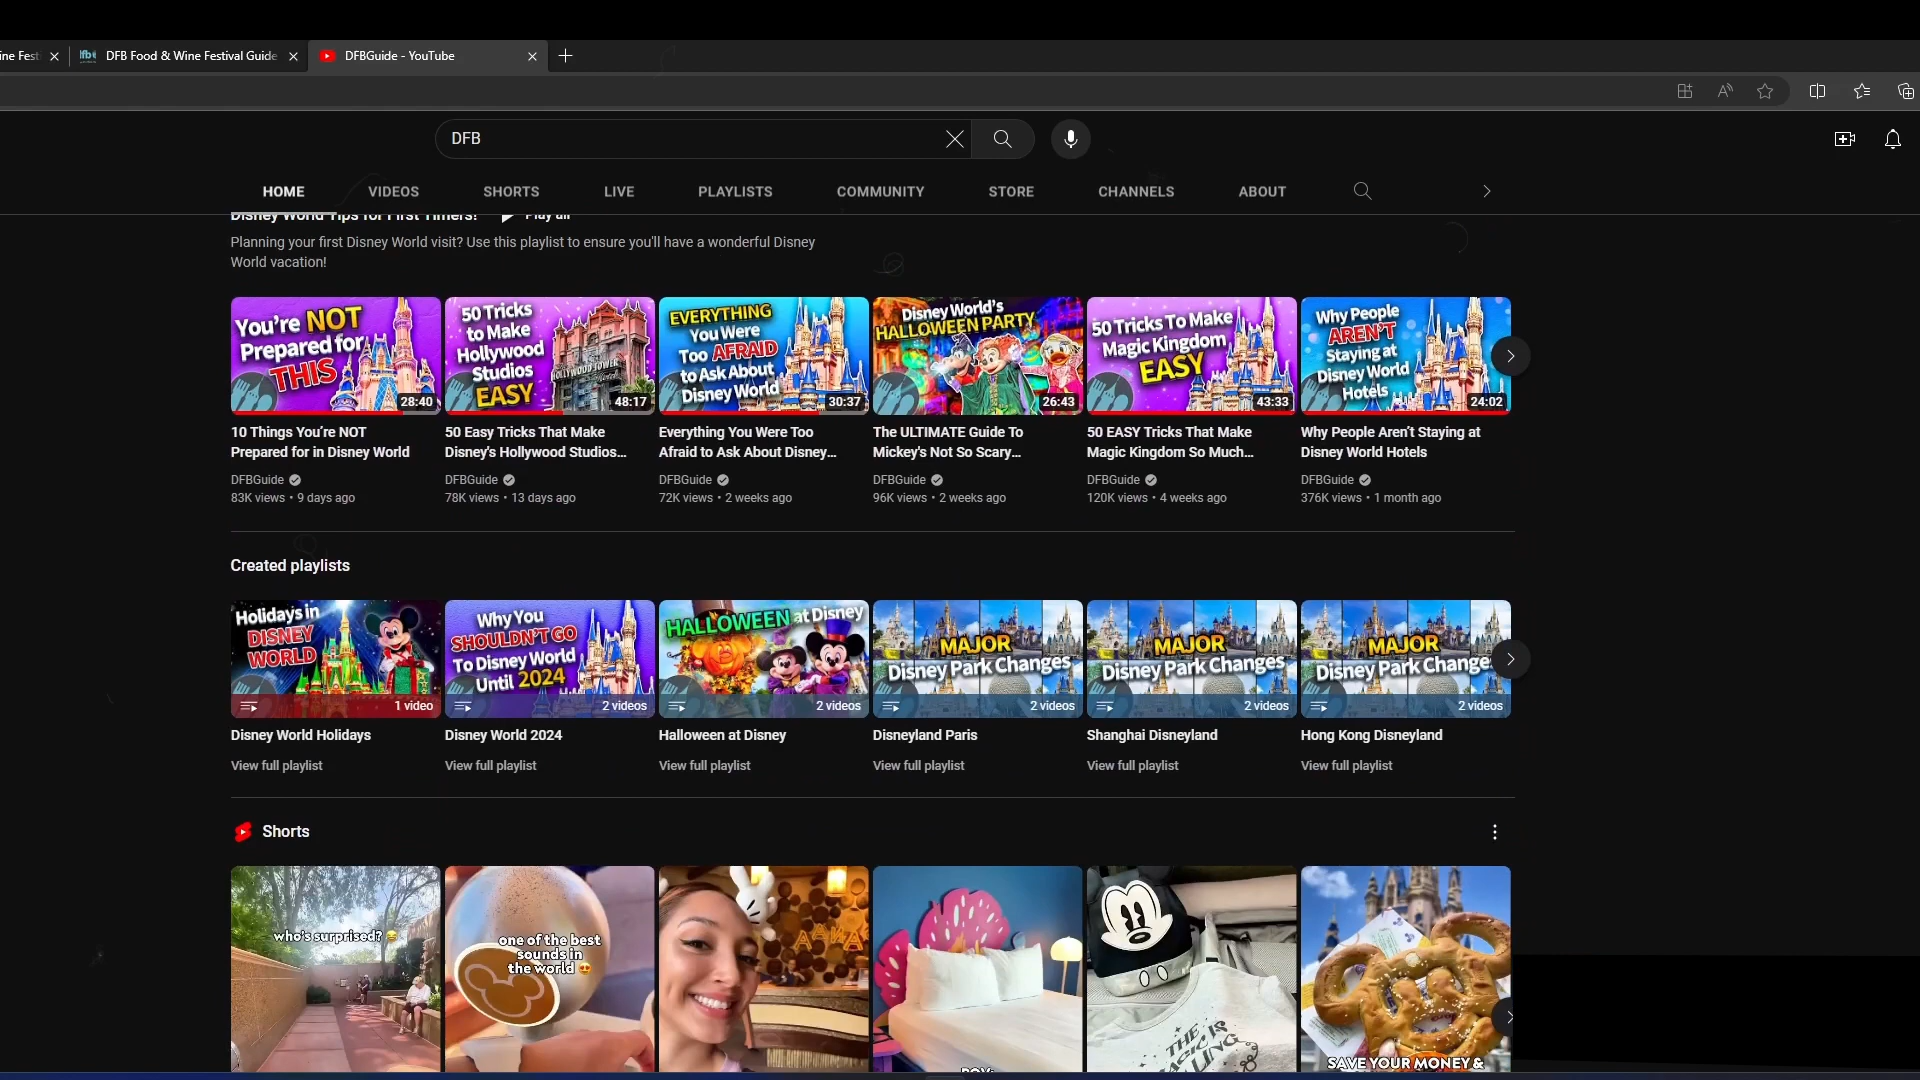 ine Fest
DFB Food & Wine Festival Guide
DFBGuide - YouTube
DFB
HOME VIDEOS SHORTS LIVE PLAYLISTS COMMUNITY STORE CHANNELS ABOUT
Disney World Tips for First Timers! Play all
Planning your first Disney World visit? Use this playlist to ensure you'll have a wonderful Disney
World vacation!
You're NOT
Prepared for
THIS
28:40
50 Tricks
to Make
Hollywood
Studios
EASY
HOLLYWOOD TOWER
48:17
EVERYTHING
You Were
Too AFRAID
to Ask About
Disney World
30:37
Disney World's
HALLOWEEN PARTY
26:43
50 Tricks To Make
Magic Kingdom
EASY
43:33
Why People
AREN'T
Staying at
Disney World
Hotels
24:02
10 Things You're NOT
Prepared for in Disney World
DFBGuide
83K views • 9 days ago
50 Easy Tricks That Make
Disney's Hollywood Studios...
DFBGuide
78K views • 13 days ago
Everything You Were Too
Afraid to Ask About Disney...
DFBGuide
72K views • 2 weeks ago
The ULTIMATE Guide To
Mickey's Not So Scary...
DFBGuide
96K views • 2 weeks ago
50 EASY Tricks That Make
Magic Kingdom So Much...
DFBGuide
120K views • 4 weeks ago
Why People Aren't Staying at
Disney World Hotels
DFBGuide
376K views • 1 month ago
Created playlists
Holidays in
DISNEY
WORLD
1 video
Why You
SHOULDN'T GO
To Disney World
Until 2024
2 videos
HALLOWEEN at Disney
2 videos
MAJOR
Disney Park Changes
2 videos
MAJOR
Disney Park Changes
2 videos
MAJOR
Disney Park Change
2 videos
Disney World Holidays
View full playlist
Disney World 2024
View full playlist
Halloween at Disney
View full playlist
Disneyland Paris
View full playlist
Shanghai Disneyland
View full playlist
Hong Kong Disneyland
View full playlist
Shorts
who's surprised?
one of the best
sounds in
the world
POV:
THE
MAGIC IS
CALLING
SAVE YOUR MONEY &